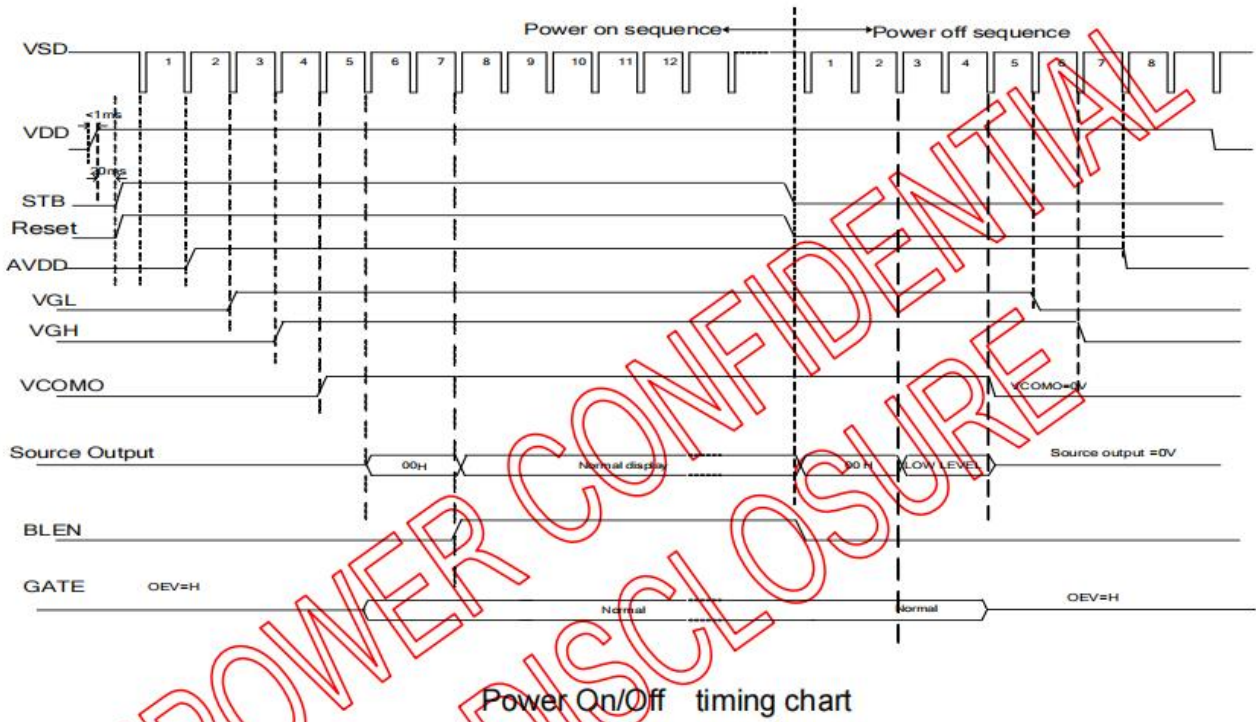 Power on sequence Power off sequence
VSD
1 2 3 4 5 6 7 8 9 10 11 12 1 2 3 4 5 6 7 8
<1ms
VDD
20ms
STB
Reset
AVDD
VGL
VGH
VCOMO VCOMO=0V
Source Output 00H Normal display 00 H LOW LEVEL Source output =0V
BLEN
GATE OEV=H Normal Normal OEV=H
Power On/Off timing chart
POWER CONFIDENTIAL
DISCLOSURE